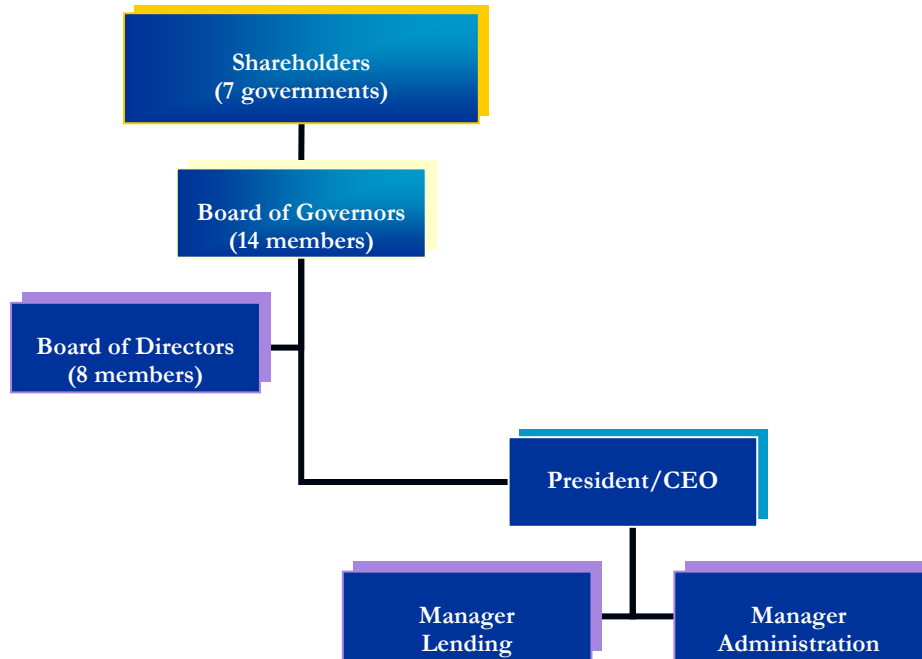 Shareholders
(7 governments)
Board of Governors
(14 members)
Board of Directors
(8 members)
President/CEO
Manager
Lending
Manager
Administration